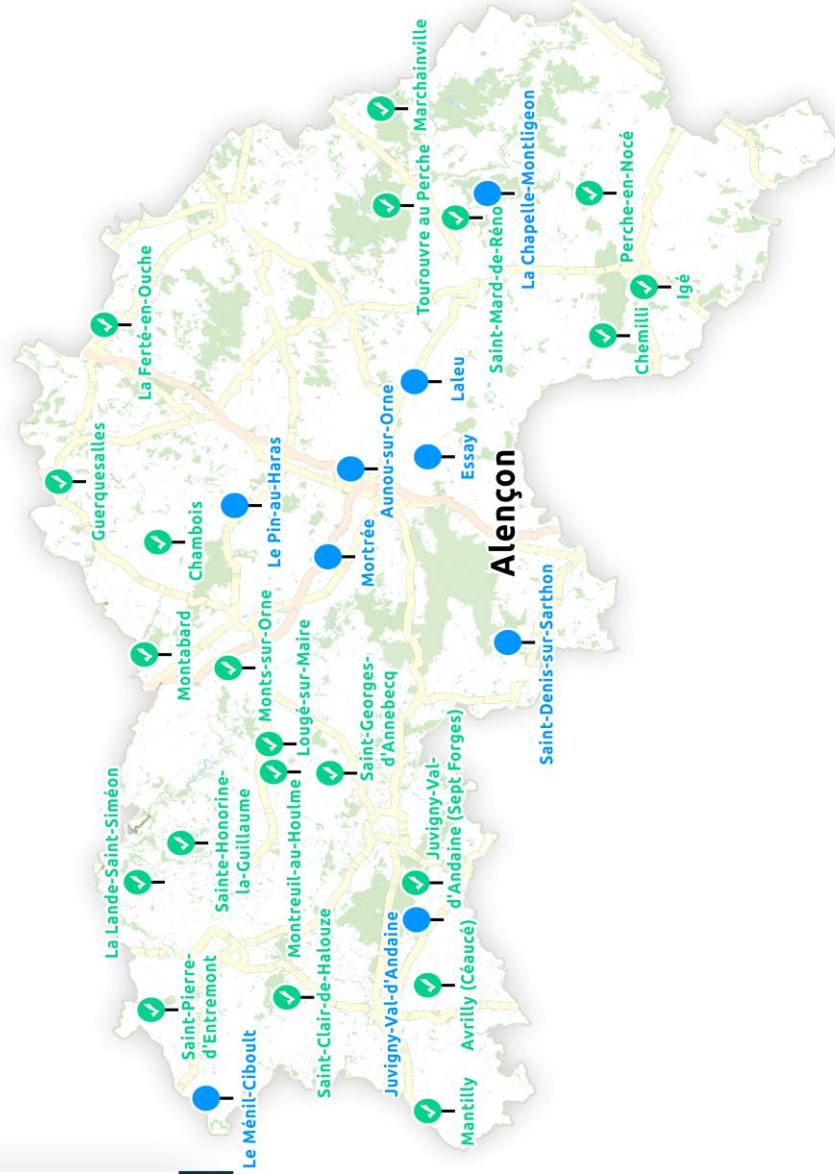 Le Ménil-Ciboult
Saint-Pierre-
d'Entremont
La Lande-Saint-Siméon
Sainte-Honorine-
la-Guillaume
Montreuil-au-Houlme
Saint-Clair-de-Halouze
Juvigny-Val-d'Andaine
Mantilly
Avrilly (Céaucé)
Juvigny-Val-
d'Andaine (Sept Forges)
Saint-Georges-
d'Annebecq
Lougé-sur-Maire
Monts-sur-Orne
Montabard
Chambois
Guerquesalles
La Ferté-en-Ouche
Le Pin-au-Haras
Mortrée
Aunou-sur-Orne
Essay
Laleu
Alençon
Saint-Denis-sur-Sarthon
Marchainville
Tourouvre au Perche
Saint-Mard-de-Réno
La Chapelle-Montligeon
Perche-en-Nocé
Chemilli
Igé